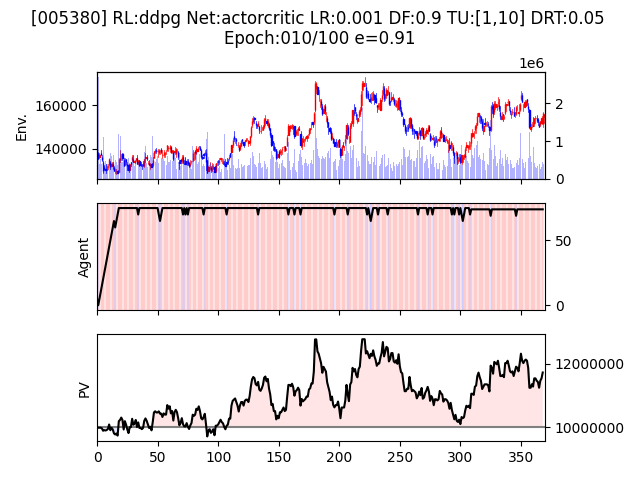 [005380] RL:ddpg Net:actorcritic LR:0.001 DF:0.9 TU:[1,10] DRT:0.05
Epoch:010/100 e=0.91
1e6
Env.
160000
140000
2
1
0
Agent
50
0
PV
12000000
10000000
0 50 100 150 200 250 300 350